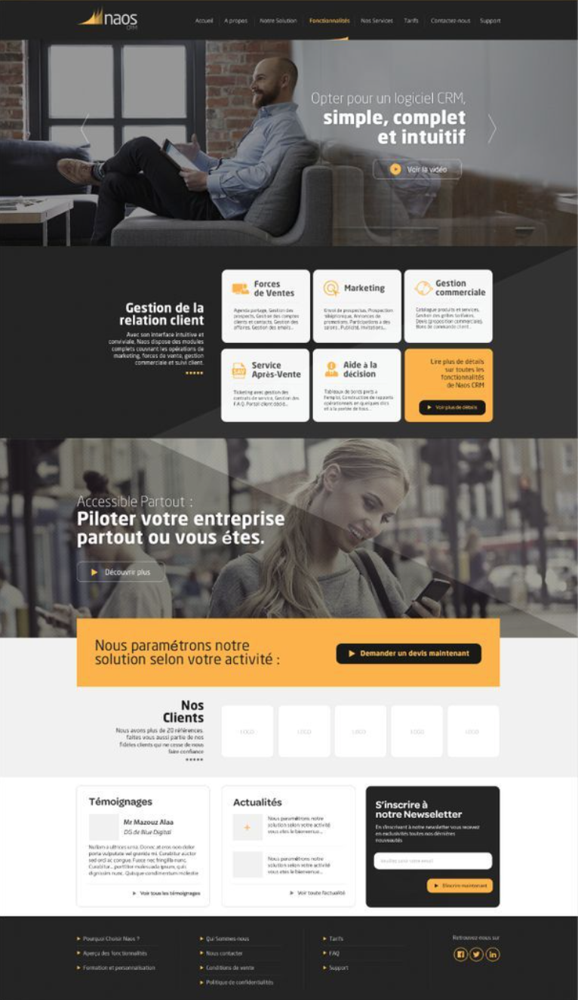 naos
CRM
Accueil
A propos
Notre Solution
Fonctionnalités
Nos Services
Tarifs
Contactez-nous
Support
Opter pour un logiciel CRM,
simple, complet
et intuitif
Voir la vidéo
Gestion de la
relation client
Avec son interface intuitive et
conviviale, Naos dispose des modules
complets couvrant les opérations de
marketing, forces de vente, gestion
commerciale et suivi client.
Forces
de Ventes
Agenda partagé, Gestion des
prospects, Gestion des comptes
clients et contacts, Gestion des
affaires, Gestion des emails...
Marketing
Envoi de prospectus, Prospection
téléphonique, Annonces de
promotions, Participations à des
salons, Publicité, Invitations...
Gestion
commerciale
Catalogue produits et services,
Gestion des grilles tarifaires,
Devis (proposition commerciale),
Bons de commande client...
SAV
Service
Après-Vente
Ticketing avec gestion des
contrats de service, Gestion des
F.A.Q, Portail client dédié...
Aide à la
décision
Tableaux de bords prêts à
l'emploi, Construction de rapports
opérationnels en quelques clics
et à la portée de tous...
Lire plus de détails
sur toutes les
fonctionnalités
de Naos CRM
Voir plus de détails
Accessible Partout :
Piloter votre entreprise
partout ou vous étes.
Découvrir plus
Nous paramétrons notre
solution selon votre activité :
Demander un devis maintenant
Nos
Clients
Nous avons plus de 20 références.
faites vous aussi partie de nos
fidèles clients qui ne cesse de nous
faire confiance
LOGO
LOGO
LOGO
LOGO
LOGO
Témoignages
Mr Mazouz Alaa
DG de Blue Digital
Nullam a ultrices urna. Donec at eros non dolor
porta vulputate vel gravida mi. Curabitur auctor
sed orci ac congue. Fusce nec fringilla nunc.
Curabitur... porttitor malesuada ipsum, quis
dignissim nunc. Quisque condimentum molestie
Voir tous les témoignages
Actualités
Nous paramétrons notre
solution selon votre activité
vous etes le bienvenue...
Nous paramétrons notre
solution selon votre activité
vous etes le bienvenue...
Voir toute l'actualité
S'inscrire à
notre Newseletter
En s'inscrivant à notre newsletter vous recevez
en exclusivités toutes nos dérnières
nouveautés
Veuillez saisir votre email
S'inscrire maintenant
Pourquoi Choisir Naos ?
Aperçu des fonctionnalités
Formation et personnalisation
Qui Sommes-nous
Nous contacter
Conditions de vente
Politique de confidentialités
Tarifs
FAQ
Support
Retrouvez-nous sur